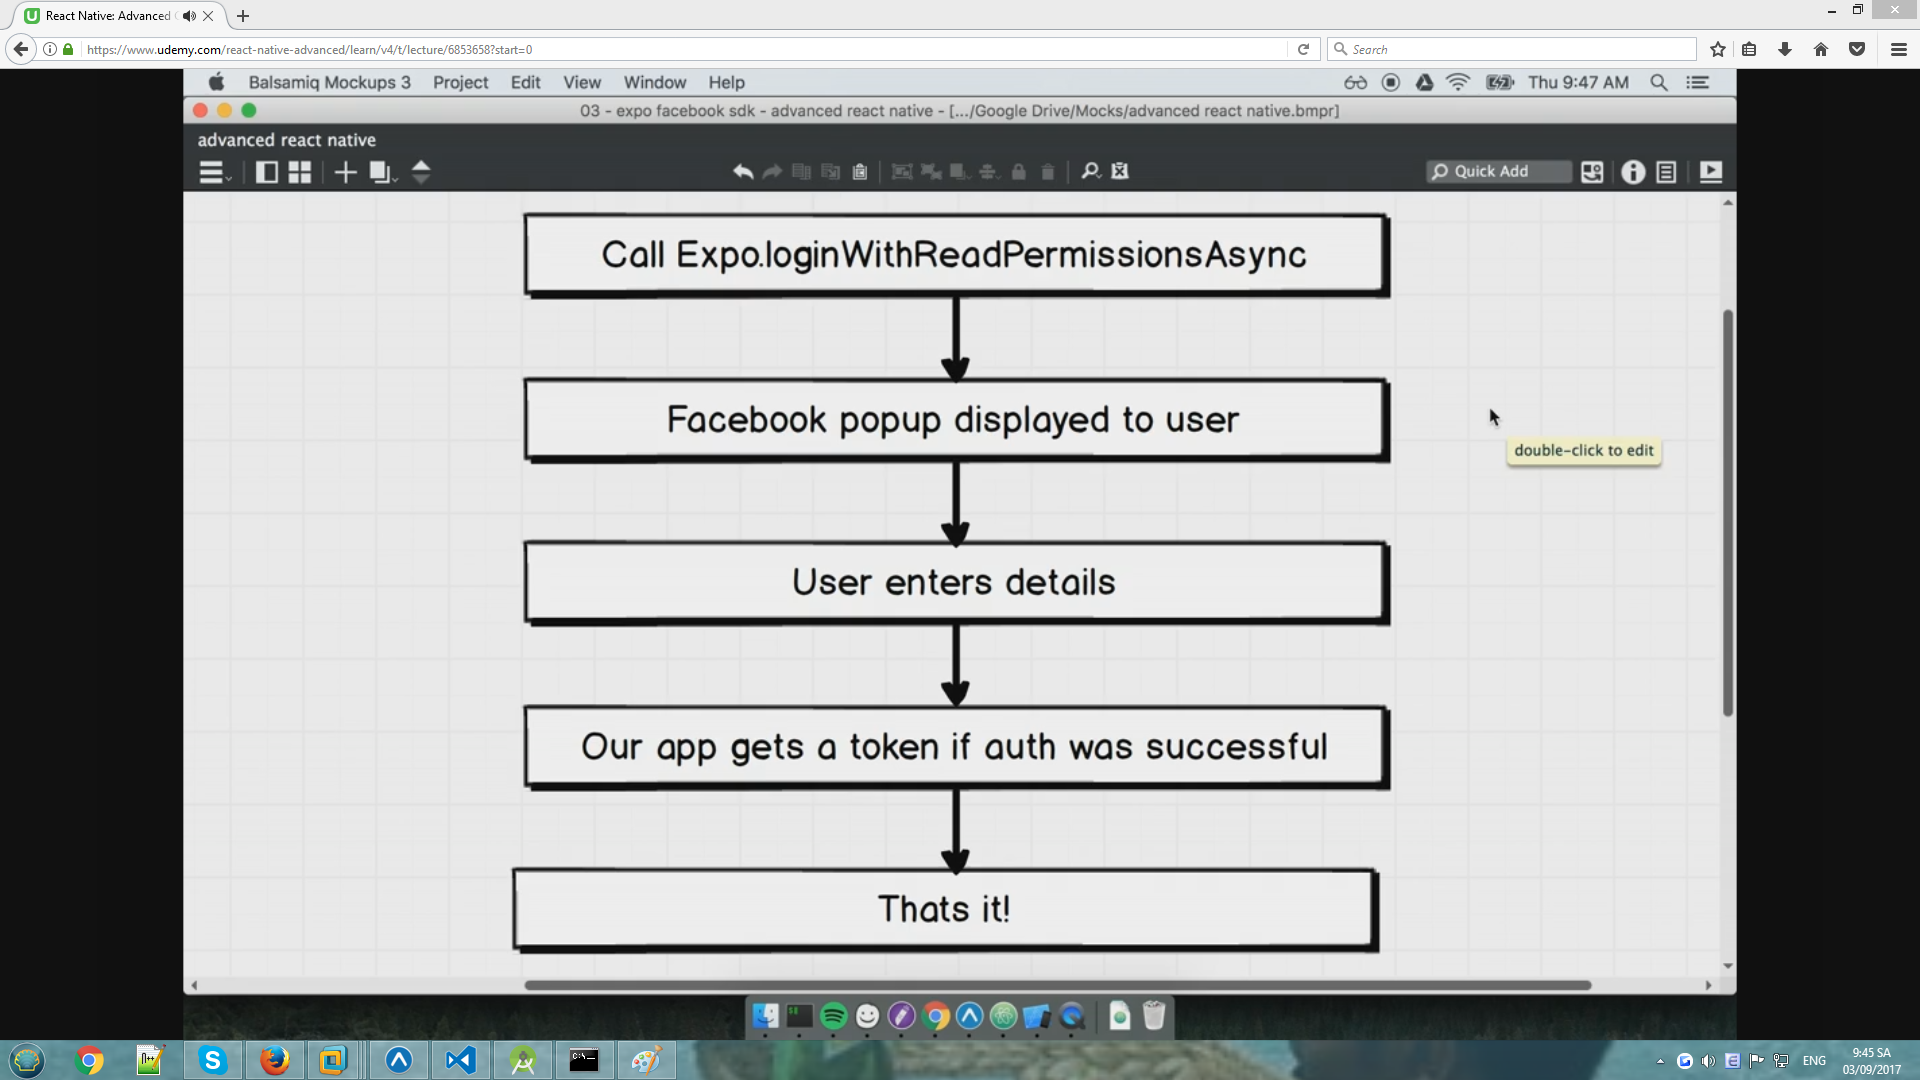 React Native: Advanced
https://www.udemy.com/react-native-advanced/learn/v4/t/lecture/6853658?start=0
Search
Balsamiq Mockups 3 Project Edit View Window Help
Thu 9:47 AM
03 - expo facebook sdk - advanced react native - [.../Google Drive/Mocks/advanced react native.bmpr]
advanced react native
Quick Add
Call Expo.loginWithReadPermissionsAsync
Facebook popup displayed to user
double-click to edit
User enters details
Our app gets a token if auth was successful
Thats it!
ENG
9:45 SA
03/09/2017